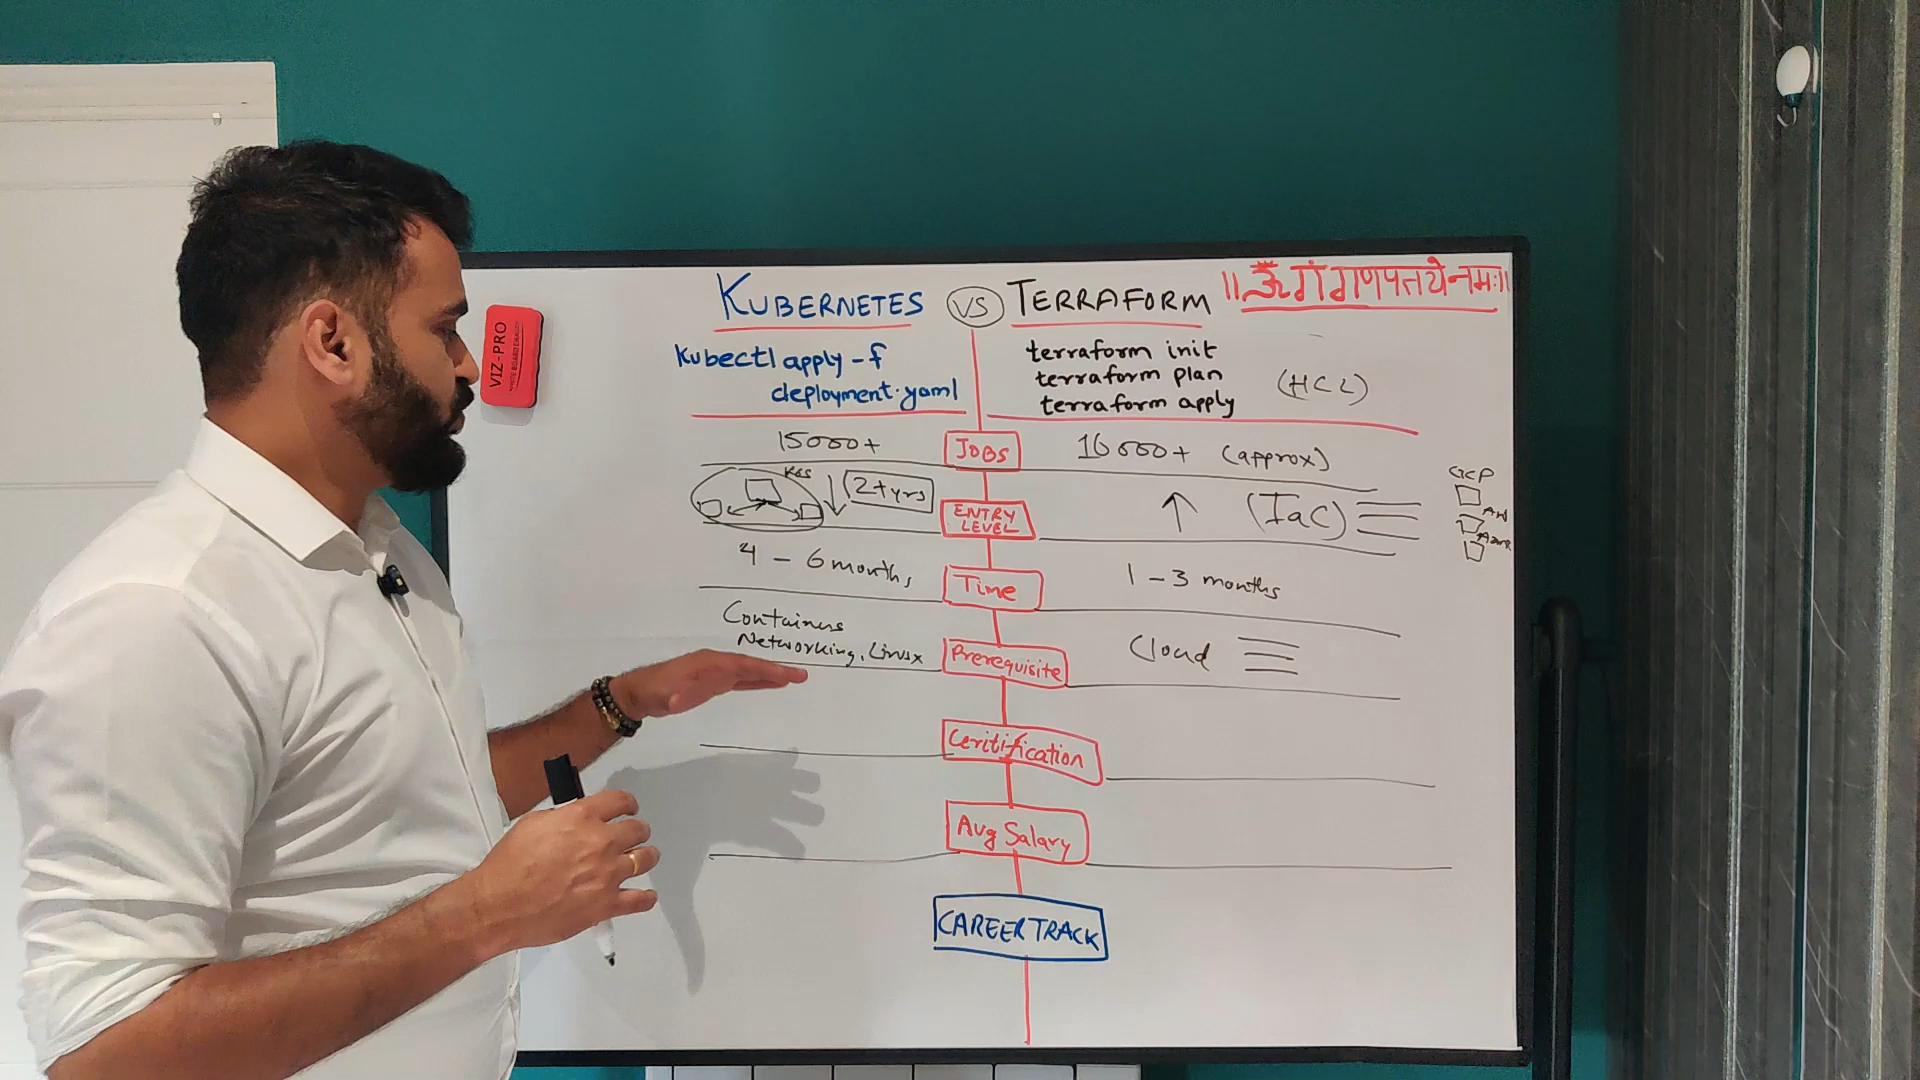 KUBERNETES VS TERRAFORM
॥ ॐ गं गणपतये नमः॥
VIZ-PRO
Kubectl apply -f
deployment.yaml
terraform init
terraform plan
terraform apply
(HCL)
15000+
JOBS
16000+ (approx)
K8S
2+yrs
ENTRY
LEVEL
(IaC)
GCP
4 - 6 months
Time
1 - 3 months
Containers
Networking, Linux
Prerequisite
Cloud
Ceritification
Avg Salary
CAREER TRACK